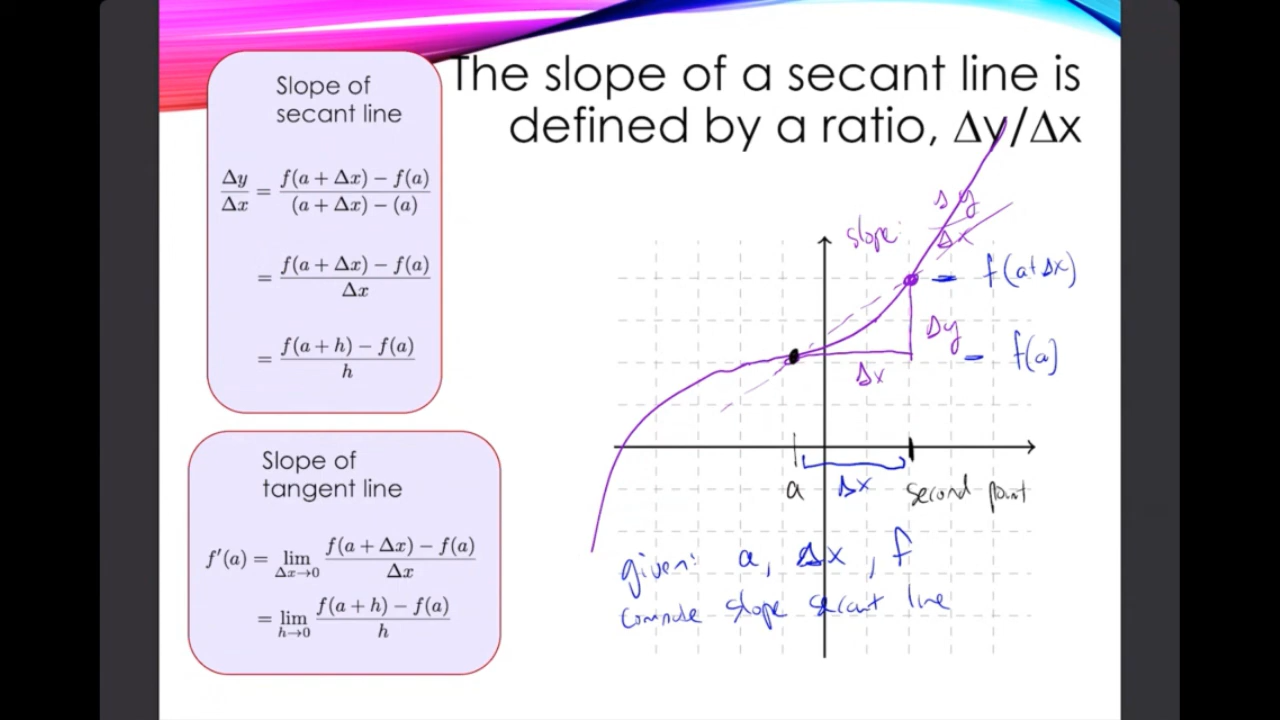 The slope of a secant line is
defined by a ratio, Δy/Δx
Slope of
secant line
Δy/Δx = (f(a + Δx) − f(a))/((a + Δx) − (a))
= (f(a + Δx) − f(a))/Δx
= (f(a + h) − f(a))/h
Slope of
tangent line
f′(a) = lim Δx→0 (f(a + Δx) − f(a))/Δx
= lim h→0 (f(a + h) − f(a))/h
slope: Δy/Δx
f(a+Δx)
Δy
f(a)
Δx
a Δx second point
given: a, Δx, f
compute slope secant line